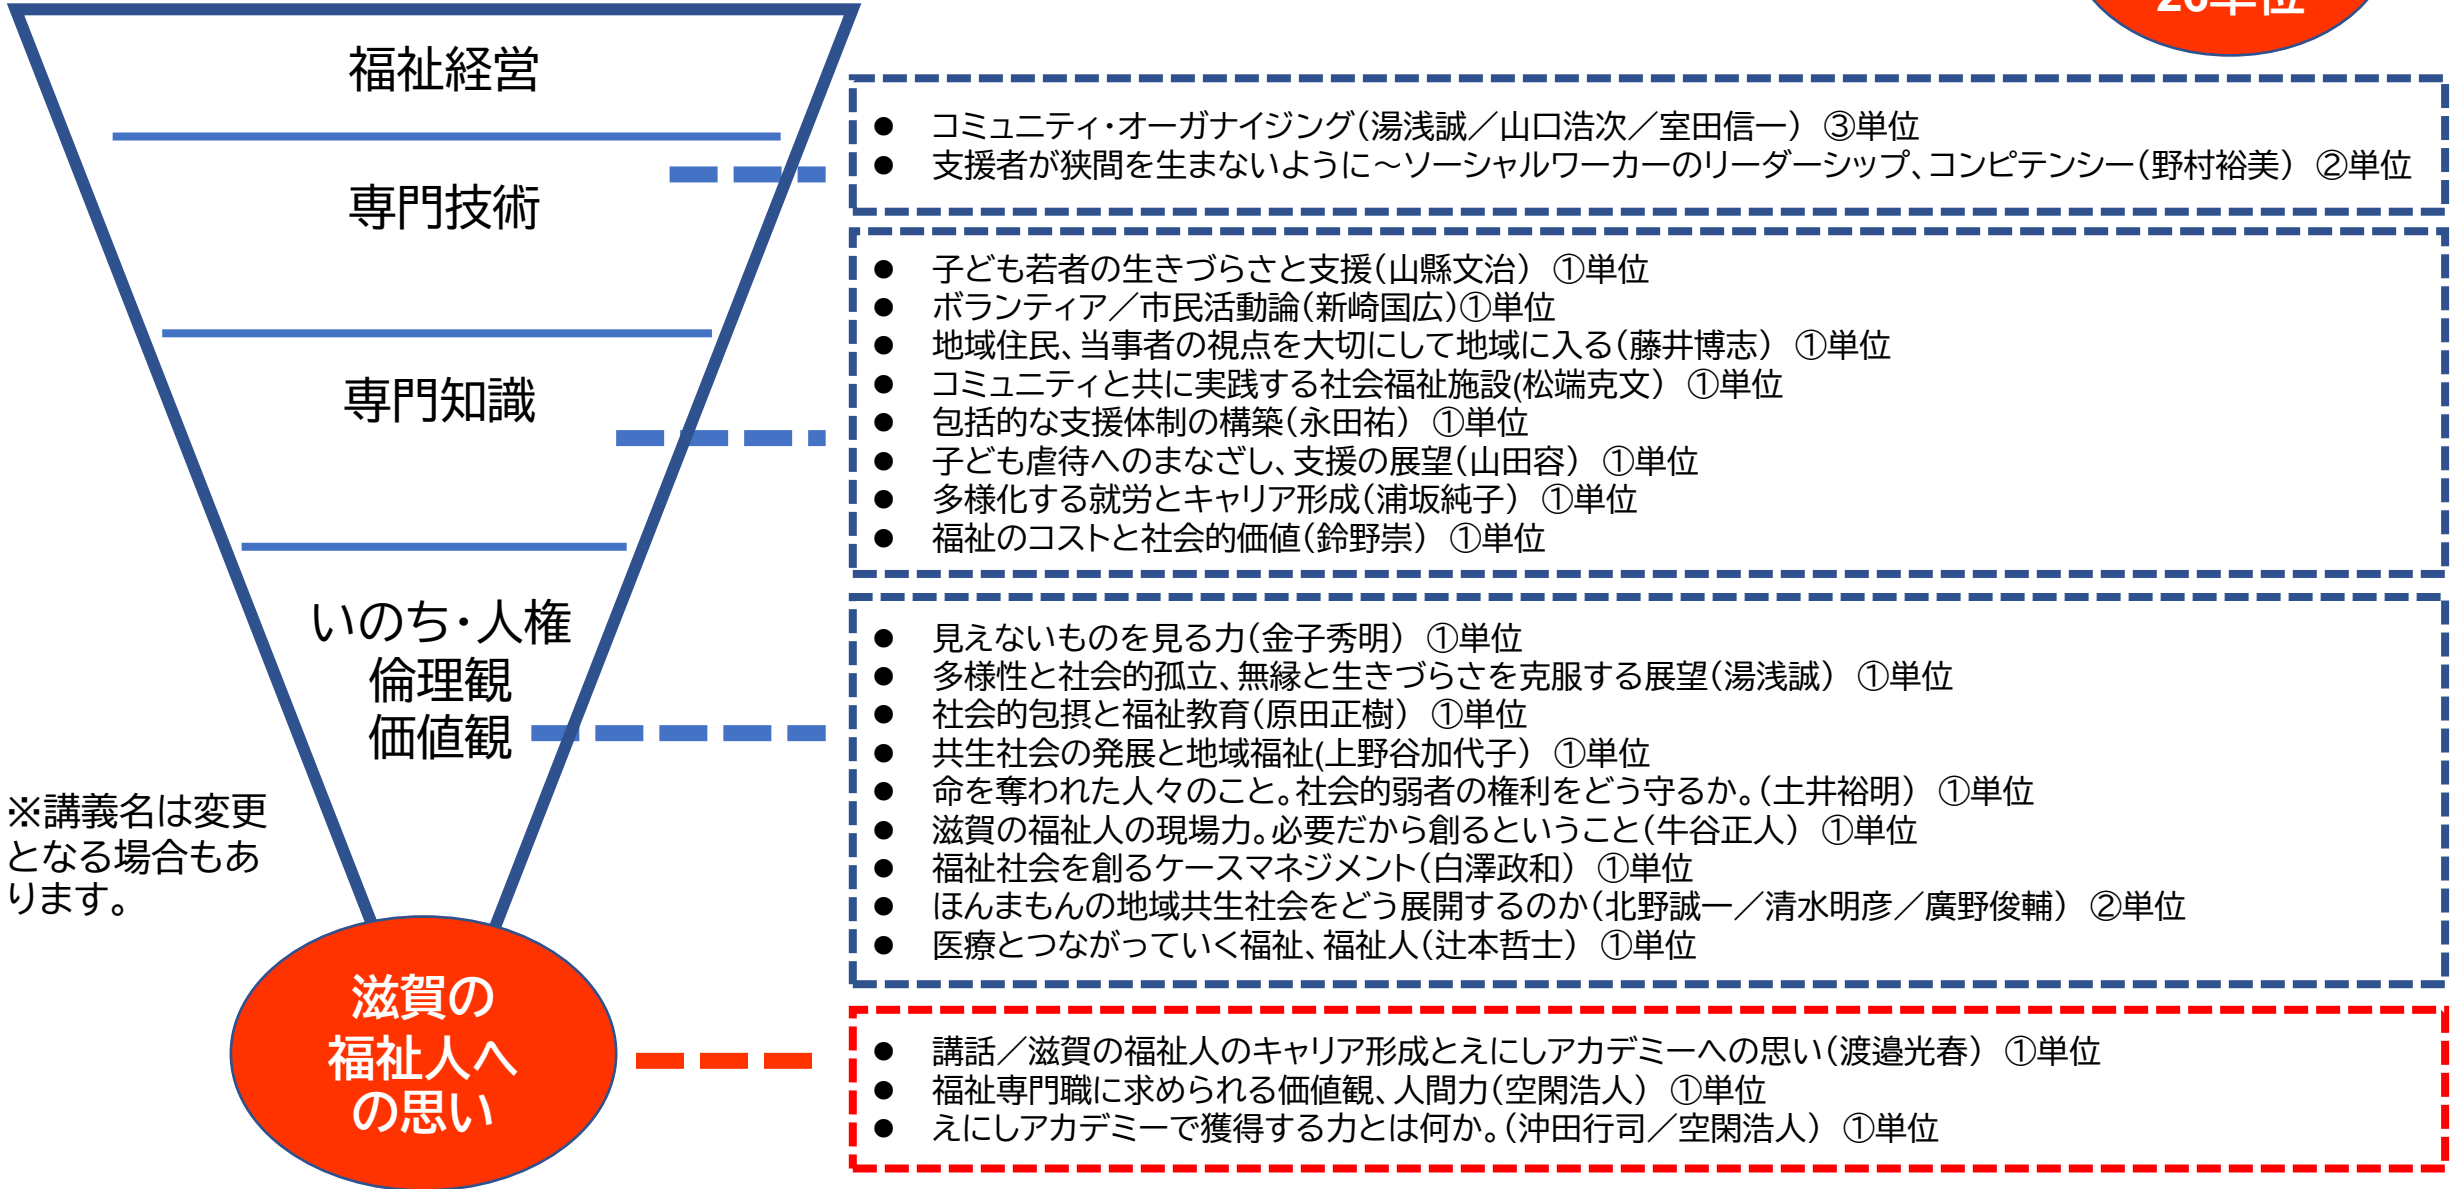 26単位
福祉経営
専門技術
専門知識
いのち・人権
倫理観
価値観
※講義名は変更
となる場合もあ
ります。
滋賀の
福祉人へ
の思い
● コミュニティ・オーガナイジング（湯浅誠／山口浩次／室田信一） ③単位
● 支援者が狭間を生まないように～ソーシャルワーカーのリーダーシップ、コンピテンシー（野村裕美） ②単位
● 子ども若者の生きづらさと支援（山縣文治） ①単位
● ボランティア／市民活動論（新崎国広）①単位
● 地域住民、当事者の視点を大切にして地域に入る（藤井博志） ①単位
● コミュニティと共に実践する社会福祉施設(松端克文） ①単位
● 包括的な支援体制の構築（永田祐） ①単位
● 子ども虐待へのまなざし、支援の展望（山田容） ①単位
● 多様化する就労とキャリア形成（浦坂純子） ①単位
● 福祉のコストと社会的価値（鈴野崇） ①単位
● 見えないものを見る力（金子秀明） ①単位
● 多様性と社会的孤立、無縁と生きづらさを克服する展望（湯浅誠） ①単位
● 社会的包摂と福祉教育（原田正樹） ①単位
● 共生社会の発展と地域福祉(上野谷加代子） ①単位
● 命を奪われた人々のこと。社会的弱者の権利をどう守るか。（土井裕明） ①単位
● 滋賀の福祉人の現場力。必要だから創るということ（牛谷正人） ①単位
● 福祉社会を創るケースマネジメント（白澤政和） ①単位
● ほんまもんの地域共生社会をどう展開するのか（北野誠一／清水明彦／廣野俊輔） ②単位
● 医療とつながっていく福祉、福祉人（辻本哲士） ①単位
● 講話／滋賀の福祉人のキャリア形成とえにしアカデミーへの思い（渡邉光春） ①単位
● 福祉専門職に求められる価値観、人間力（空閑浩人） ①単位
● えにしアカデミーで獲得する力とは何か。（沖田行司／空閑浩人） ①単位